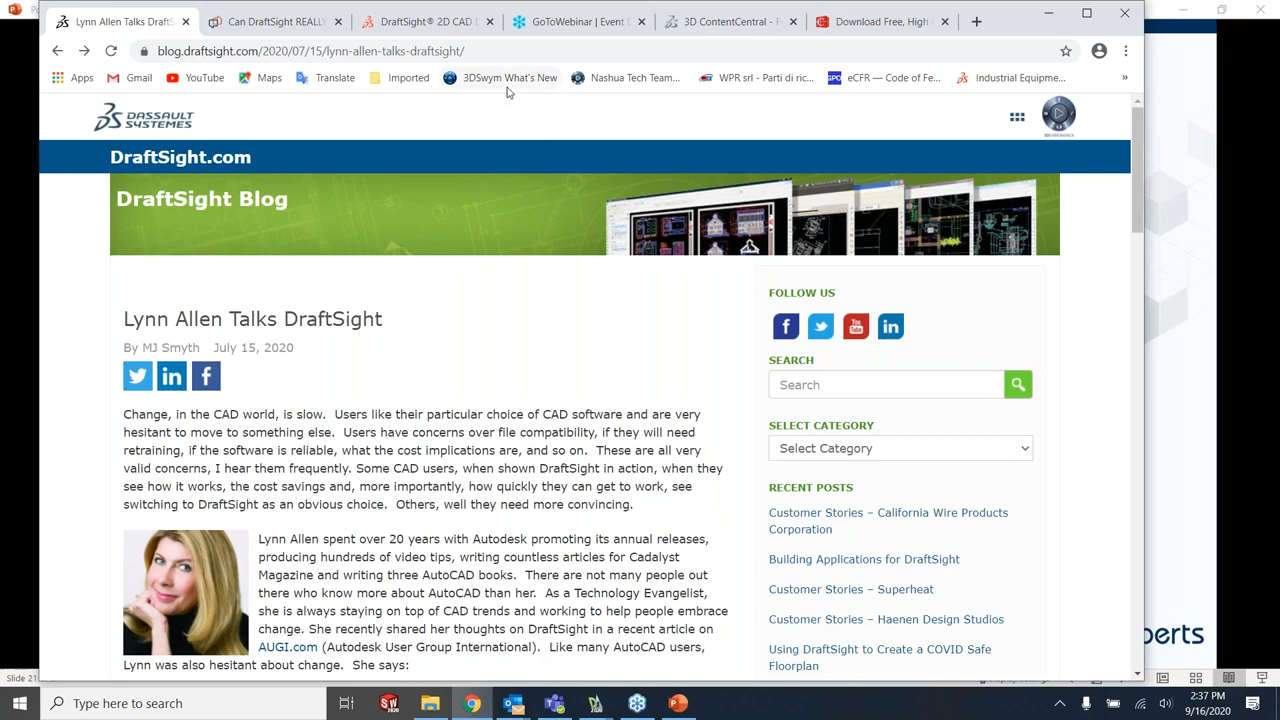 Lynn Allen Talks DraftS
Can DraftSight REALLY
DraftSight® 2D CAD
GoToWebinar | Event D
3D ContentCentral - F
Download Free, High
blog.draftsight.com/2020/07/15/lynn-allen-talks-draftsight/
Apps
Gmail
YouTube
Maps
Translate
Imported
3DSdym What's New
Nashua Tech Team...
WPR srl - Parti di ric...
GPO
eCFR — Code of Fe...
Industrial Equipme...
»
DASSAULT
SYSTEMES
3DEXPERIENCE
DraftSight.com
DraftSight Blog
Lynn Allen Talks DraftSight
By MJ Smyth July 15, 2020
Change, in the CAD world, is slow. Users like their particular choice of CAD software and are very
hesitant to move to something else. Users have concerns over file compatibility, if they will need
retraining, if the software is reliable, what the cost implications are, and so on. These are all very
valid concerns, I hear them frequently. Some CAD users, when shown DraftSight in action, when they
see how it works, the cost savings and, more importantly, how quickly they can get to work, see
switching to DraftSight as an obvious choice. Others, well they need more convincing.
Lynn Allen spent over 20 years with Autodesk promoting its annual releases,
producing hundreds of video tips, writing countless articles for Cadalyst
Magazine and writing three AutoCAD books. There are not many people out
there who know more about AutoCAD than her. As a Technology Evangelist,
she is always staying on top of CAD trends and working to help people embrace
change. She recently shared her thoughts on DraftSight in a recent article on
AUGI.com (Autodesk User Group International). Like many AutoCAD users,
Lynn was also hesitant about change. She says:
FOLLOW US
SEARCH
Search
SELECT CATEGORY
Select Category
RECENT POSTS
Customer Stories – California Wire Products
Corporation
Building Applications for DraftSight
Customer Stories – Superheat
Customer Stories – Haenen Design Studios
Using DraftSight to Create a COVID Safe
Floorplan
erts
Slide 21
Type here to search
2:37 PM
9/16/2020